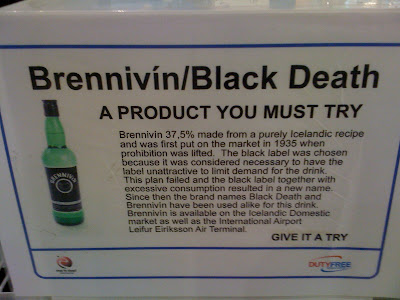 Brennivín/Black Death
A PRODUCT YOU MUST TRY
Brennivin 37,5% made from a purely Icelandic recipe
and was first put on the market in 1935 when
prohibition was lifted. The black label was chosen
because it was considered necessary to have the
label unattractive to limit demand for the drink.
This plan failed and the black label together with
excessive consumption resulted in a new name.
Since then the brand names Black Death and
Brennivin have been used alike for this drink.
Brennivin is available on the Icelandic Domestic
market as well as the International Airport
Leifur Eiriksson Air Terminal.
GIVE IT A TRY
BRENNIVIN
DUTYFREE